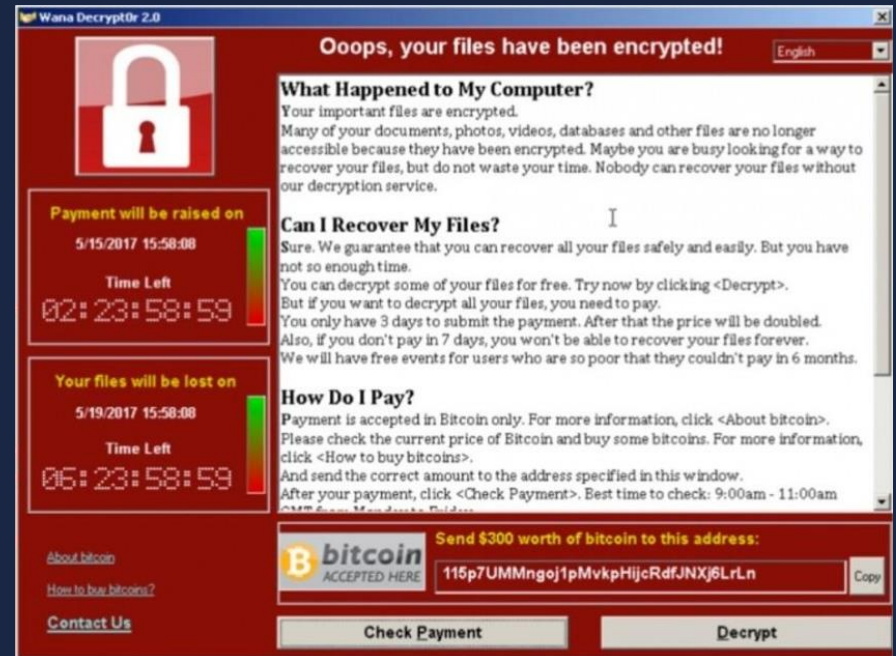 Wana Decrypt0r 2.0
Ooops, your files have been encrypted!
English
Payment will be raised on
5/15/2017 15:58:08
Time Left
02:23:58:59
Your files will be lost on
5/19/2017 15:58:08
Time Left
06:23:58:59
About bitcoin
How to buy bitcoins?
Contact Us
What Happened to My Computer?
Your important files are encrypted.
Many of your documents, photos, videos, databases and other files are no longer
accessible because they have been encrypted. Maybe you are busy looking for a way to
recover your files, but do not waste your time. Nobody can recover your files without
our decryption service.
Can I Recover My Files?
Sure. We guarantee that you can recover all your files safely and easily. But you have
not so enough time.
You can decrypt some of your files for free. Try now by clicking <Decrypt>.
But if you want to decrypt all your files, you need to pay.
You only have 3 days to submit the payment. After that the price will be doubled.
Also, if you don't pay in 7 days, you won't be able to recover your files forever.
We will have free events for users who are so poor that they couldn't pay in 6 months.
How Do I Pay?
Payment is accepted in Bitcoin only. For more information, click <About bitcoin>.
Please check the current price of Bitcoin and buy some bitcoins. For more information,
click <How to buy bitcoins>.
And send the correct amount to the address specified in this window.
After your payment, click <Check Payment>. Best time to check: 9:00am - 11:00am
GMT from Monday to Friday
bitcoin
ACCEPTED HERE
Send $300 worth of bitcoin to this address:
115p7UMMngoj1pMvkpHijcRdfJNXj6LrLn
Copy
Check Payment
Decrypt